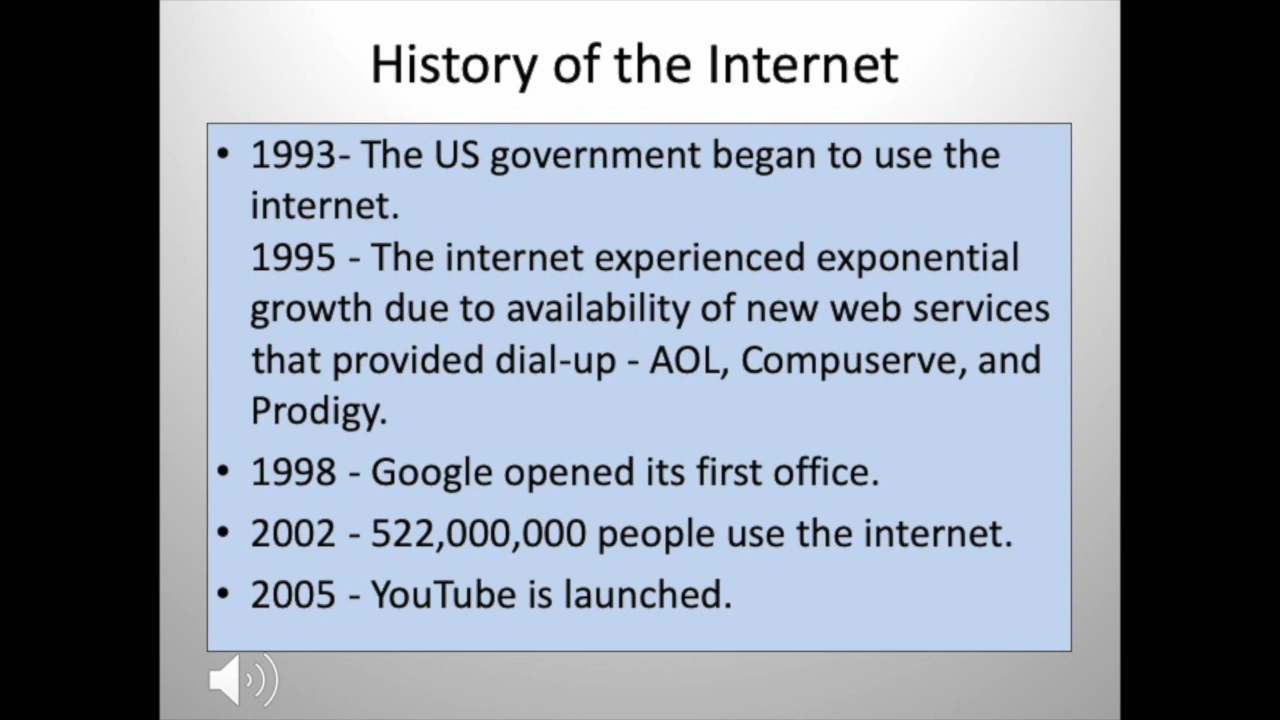 History of the Internet
• 1993- The US government began to use the
internet.
1995 - The internet experienced exponential
growth due to availability of new web services
that provided dial-up - AOL, Compuserve, and
Prodigy.
• 1998 - Google opened its first office.
• 2002 - 522,000,000 people use the internet.
• 2005 - YouTube is launched.